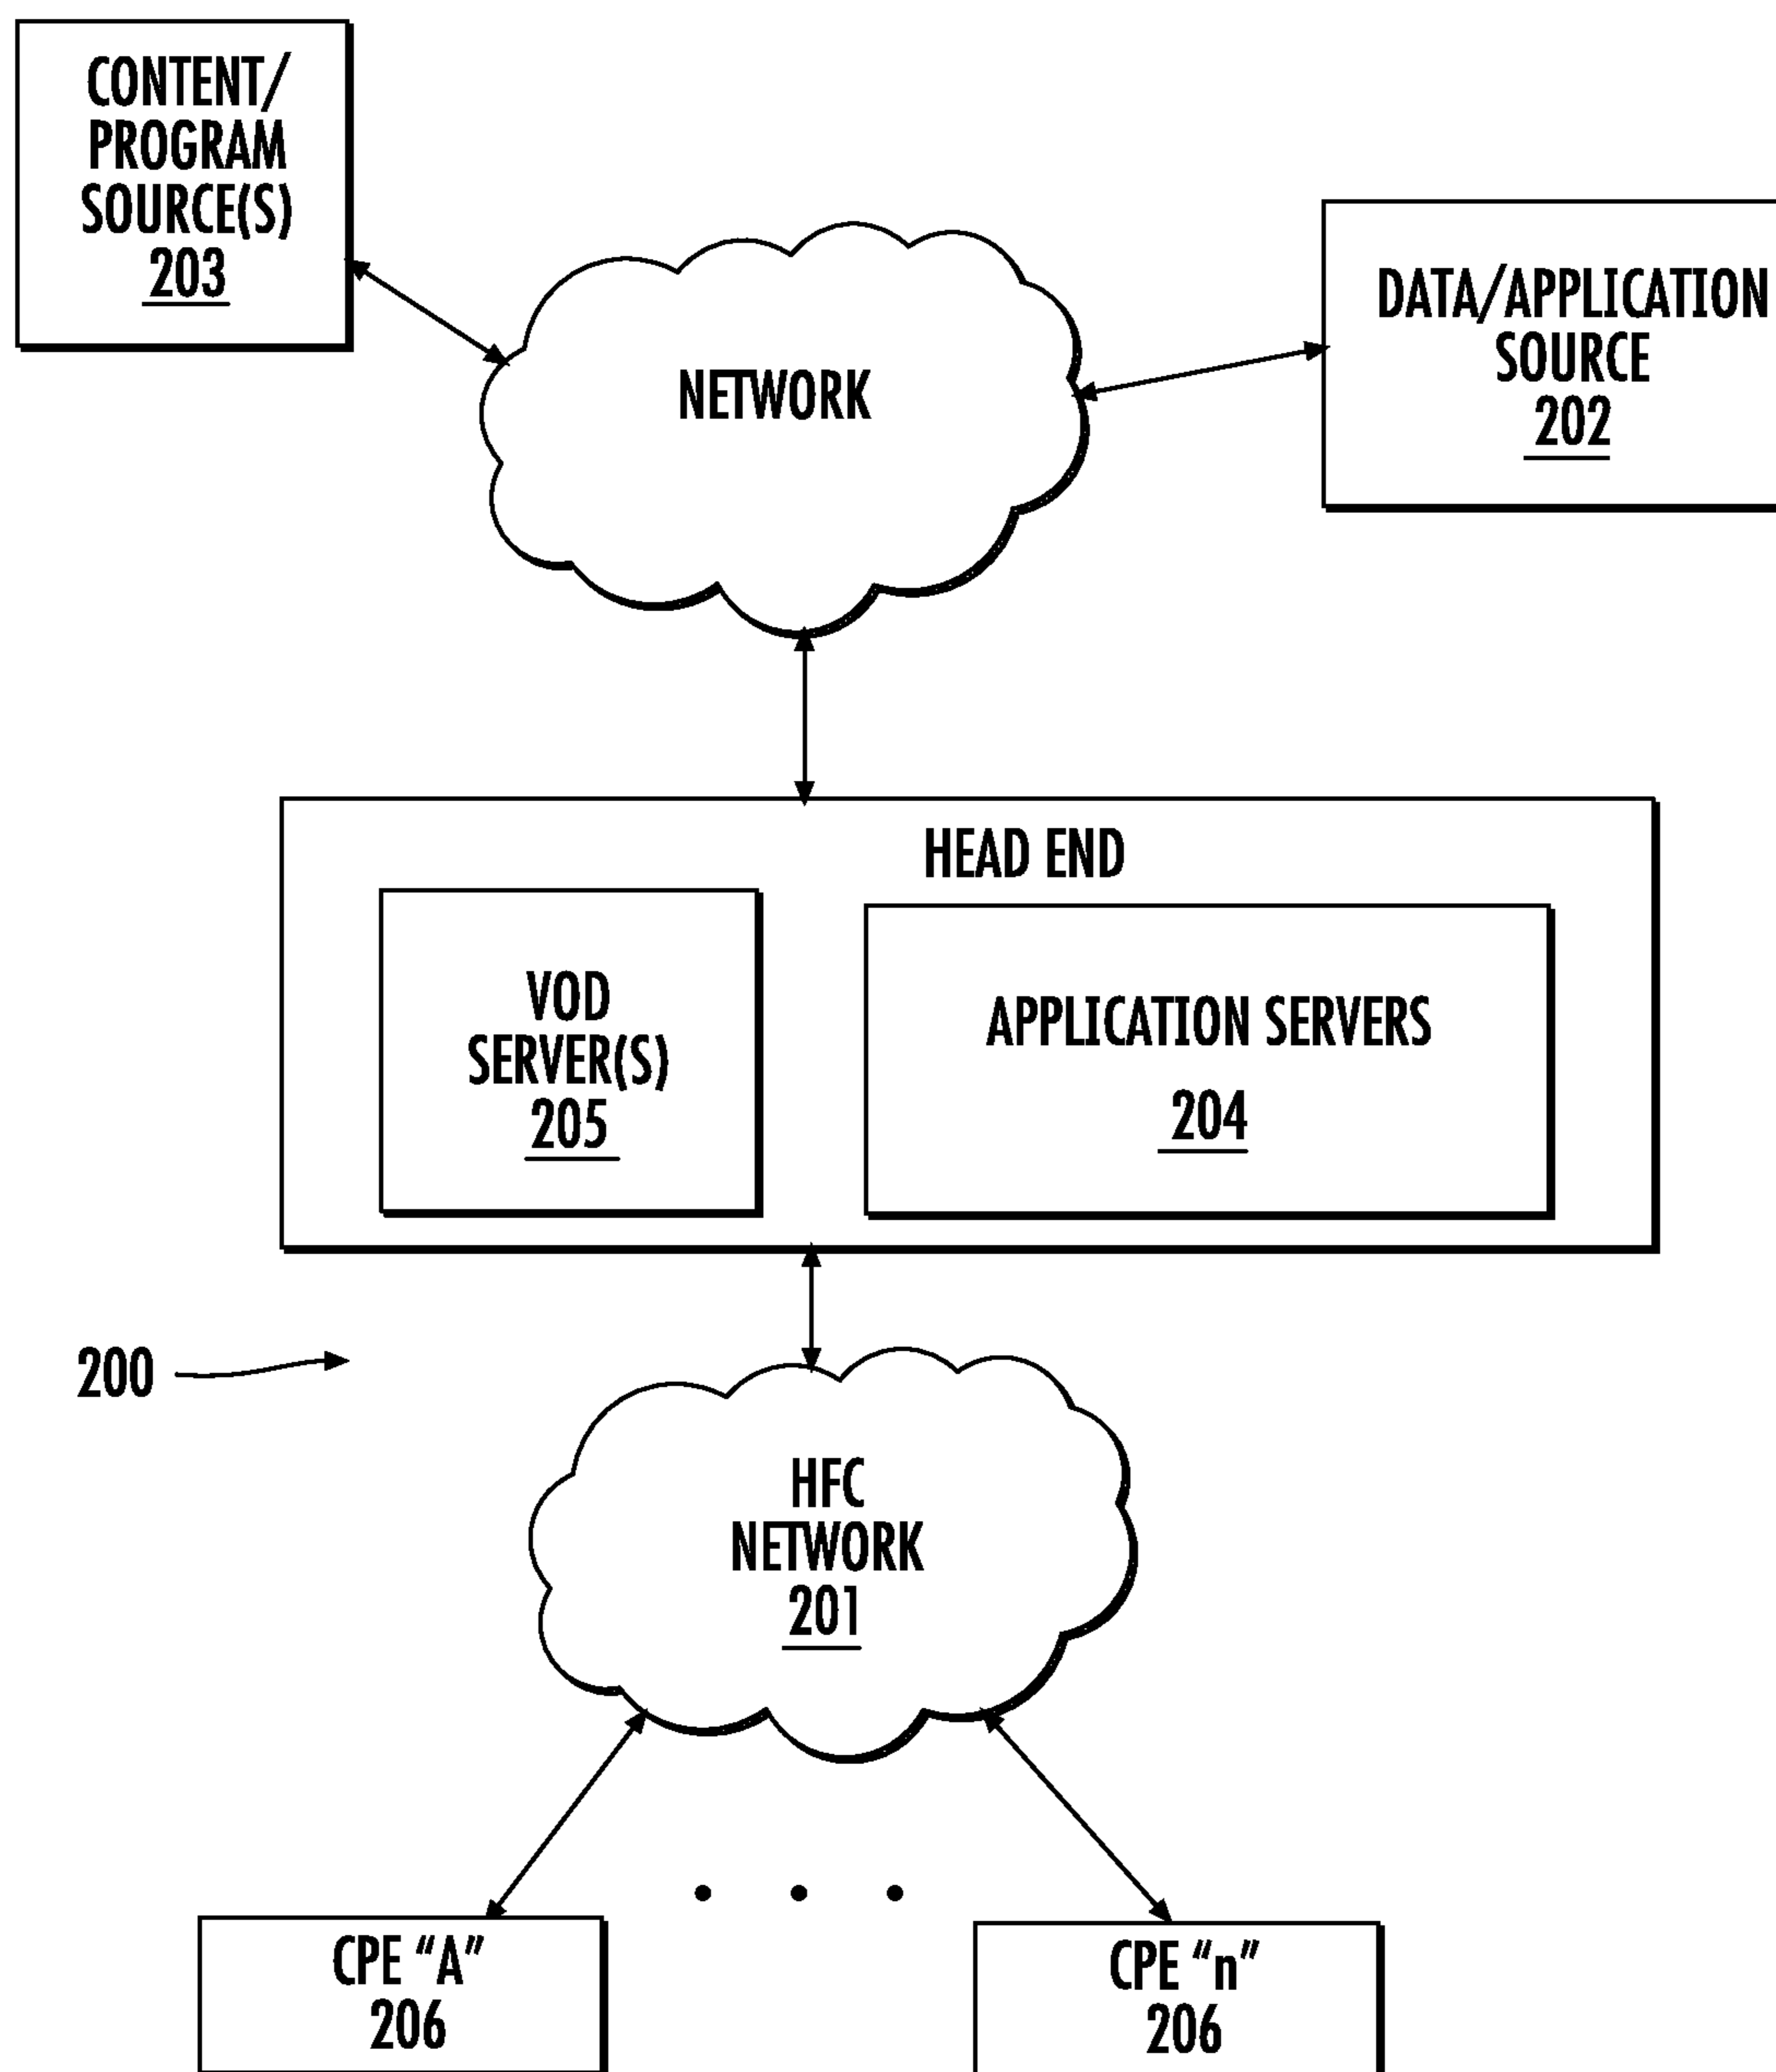 CONTENT/
PROGRAM
SOURCE(S)
203
DATA/APPLICATION
SOURCE
202
NETWORK
HEAD END
VOD
SERVER(S)
205
APPLICATION SERVERS
204
200
HFC
NETWORK
201
CPE “A”
206
CPE “n”
206